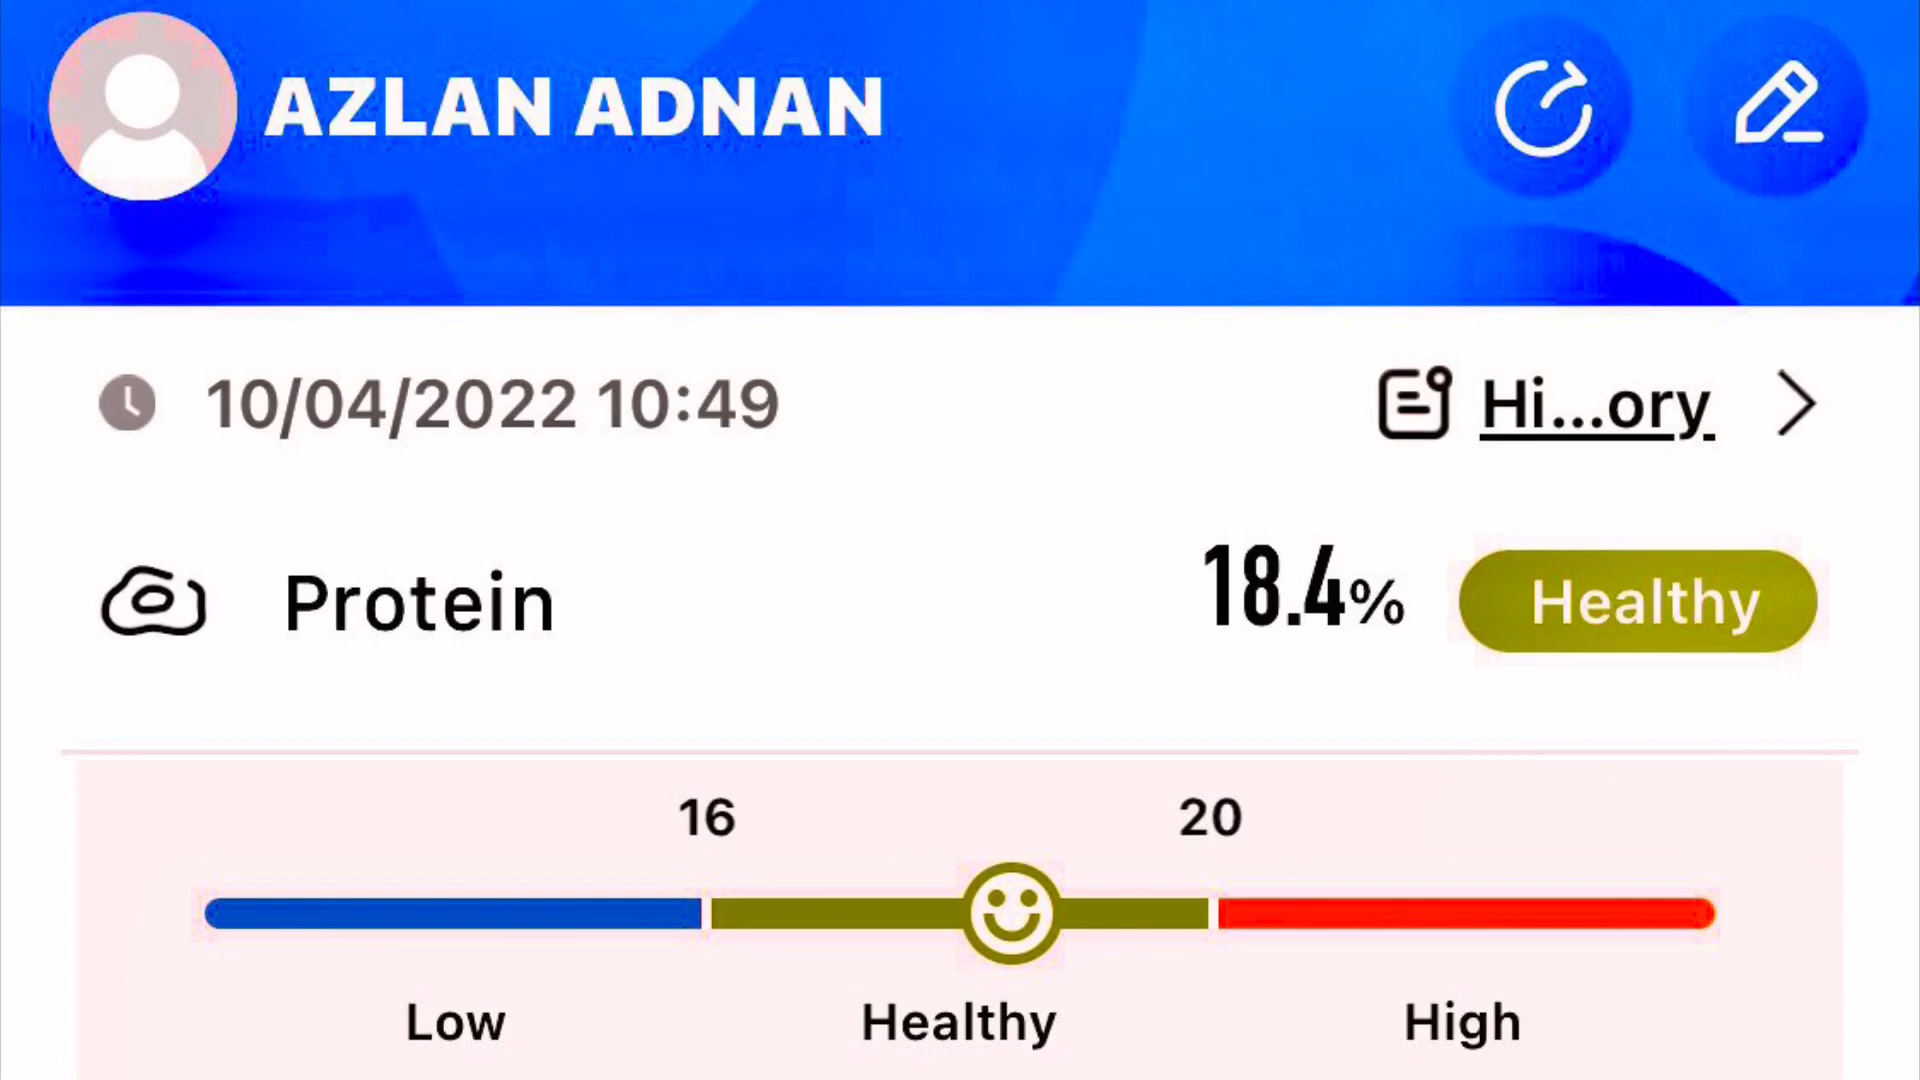 AZLAN ADNAN
10/04/2022 10:49
Hi...ory
Protein
18.4%
Healthy
16
20
Low
Healthy
High